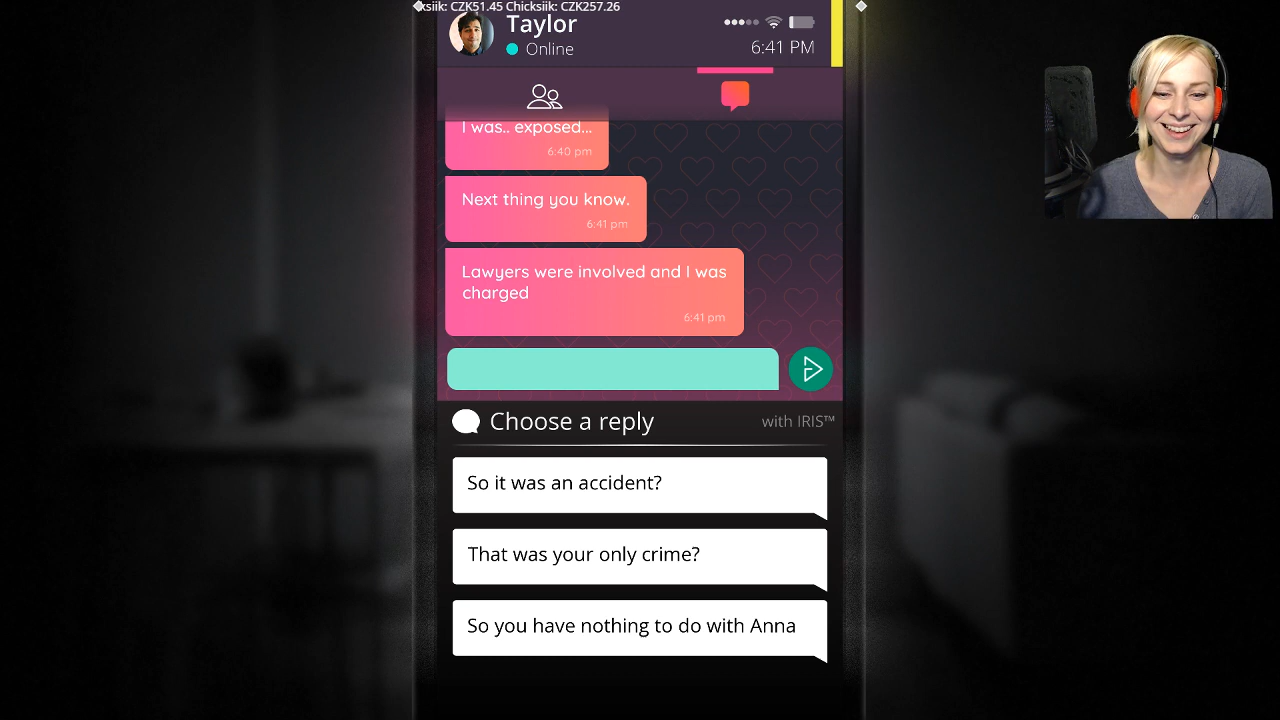 ksiik: CZK51.45 Chicksiik: CZK257.26
Taylor
Online
6:41 PM
I was.. exposed...
6:40 pm
Next thing you know.
6:41 pm
Lawyers were involved and I was
charged
6:41 pm
Choose a reply
with IRIS™
So it was an accident?
That was your only crime?
So you have nothing to do with Anna